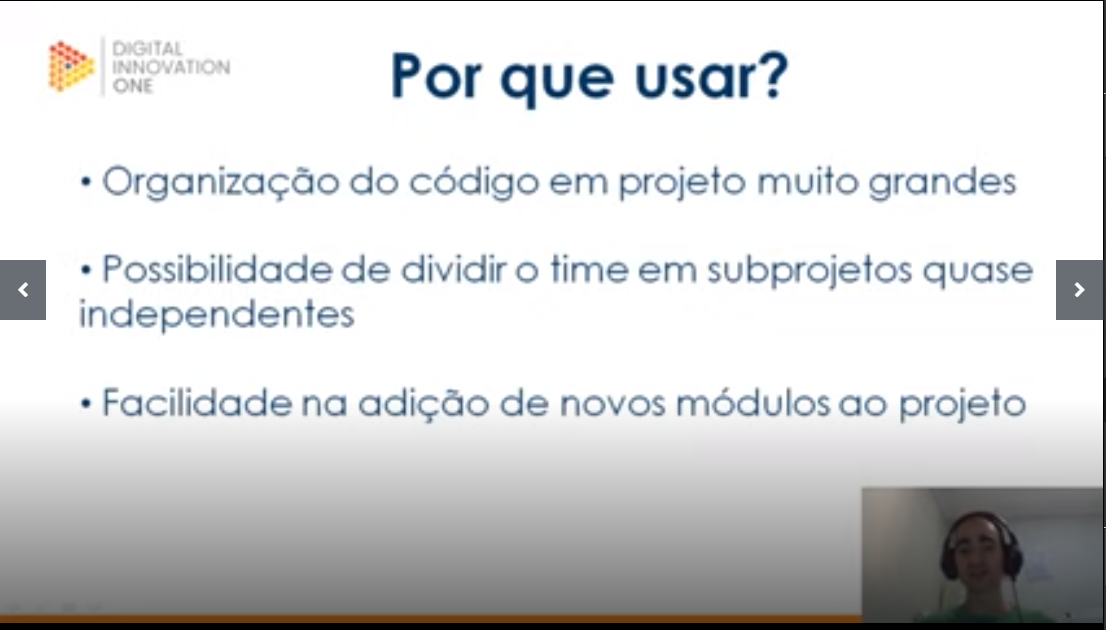 DIGITAL
INNOVATION
ONE
Por que usar?
• Organização do código em projeto muito grandes
• Possibilidade de dividir o time em subprojetos quase
independentes
• Facilidade na adição de novos módulos ao projeto